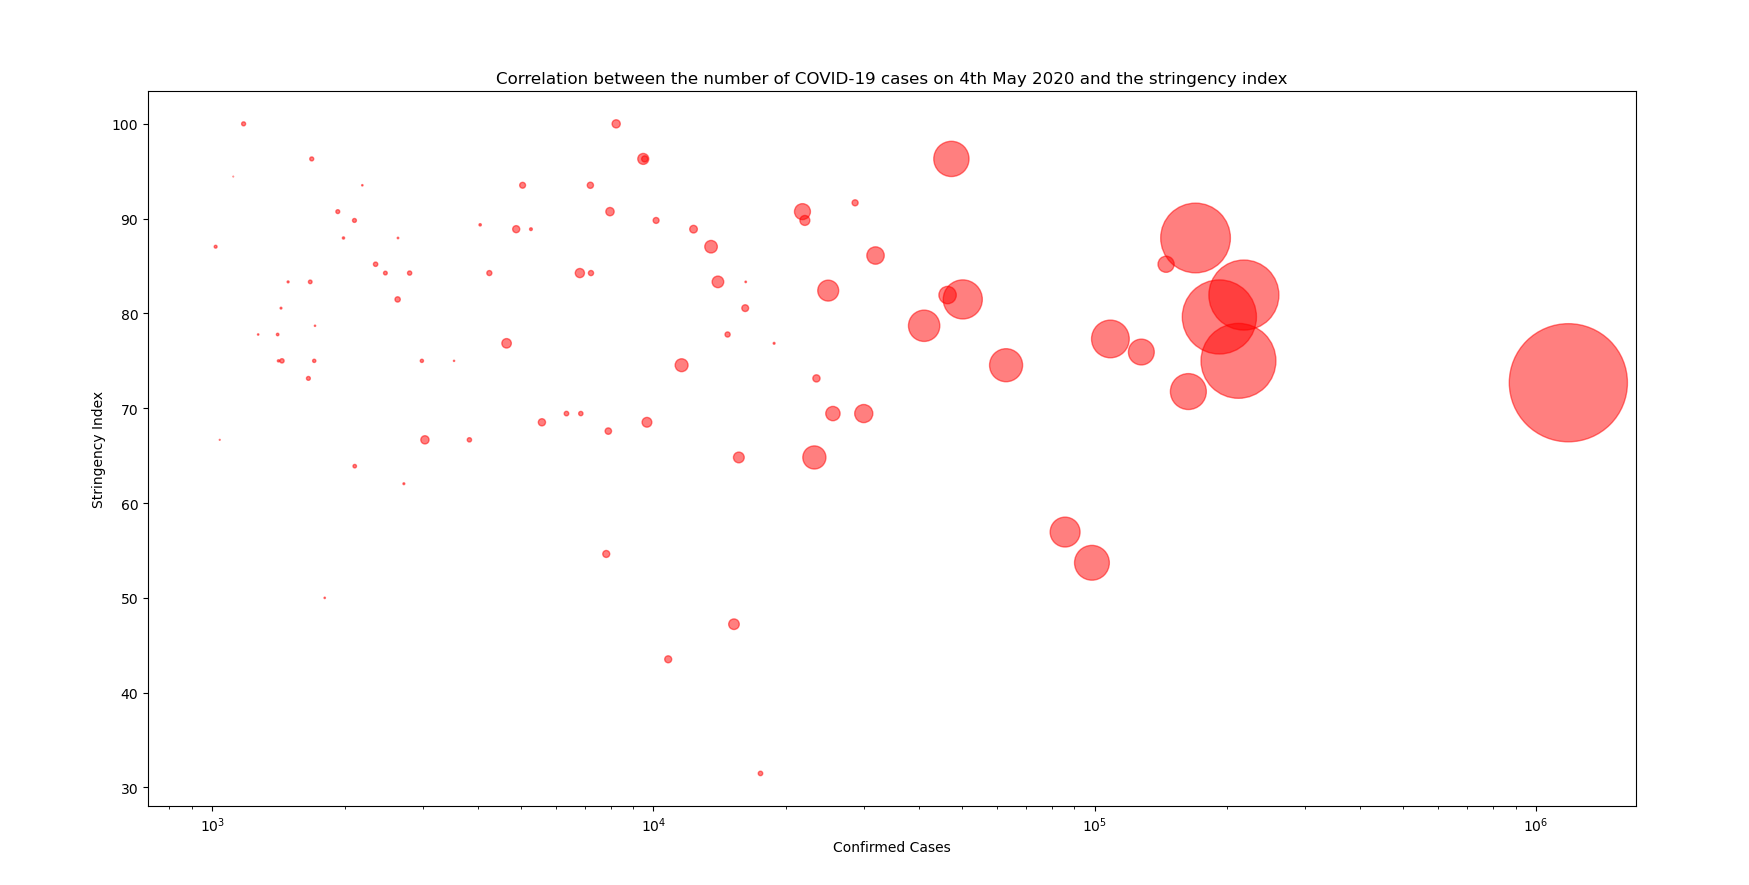 Correlation between the number of COVID-19 cases on 4th May 2020 and the stringency index
100
90
80
70
60
50
40
30
Stringency Index
10³ 10⁴ 10⁵ 10⁶
Confirmed Cases